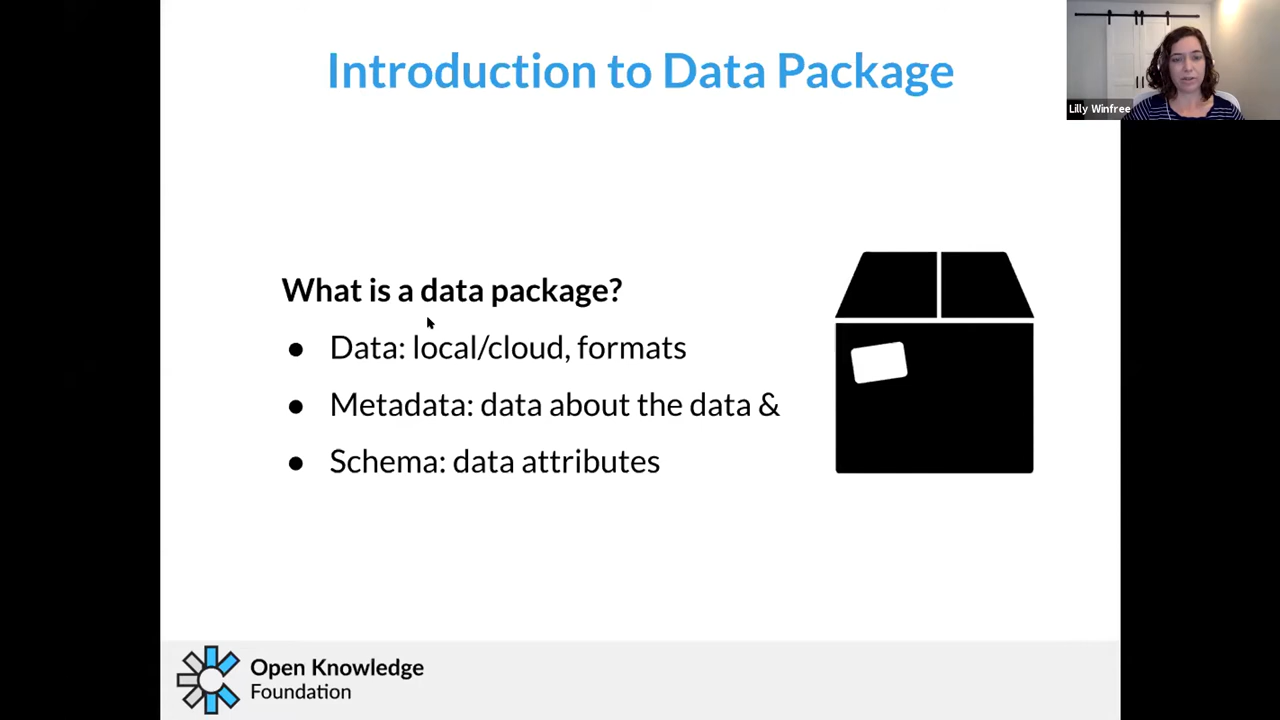 Introduction to Data Package
Lilly Winfree
What is a data package?
● Data: local/cloud, formats
● Metadata: data about the data &
● Schema: data attributes
Open Knowledge
Foundation